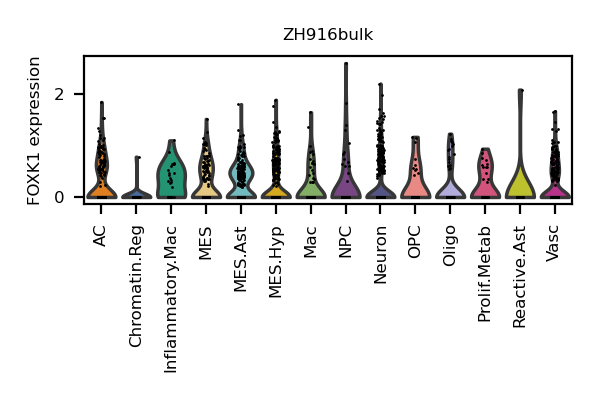 ZH916bulk
FOXK1 expression
2
0
AC
Chromatin.Reg
Inflammatory.Mac
MES
MES.Ast
MES.Hyp
Mac
NPC
Neuron
OPC
Oligo
Prolif.Metab
Reactive.Ast
Vasc